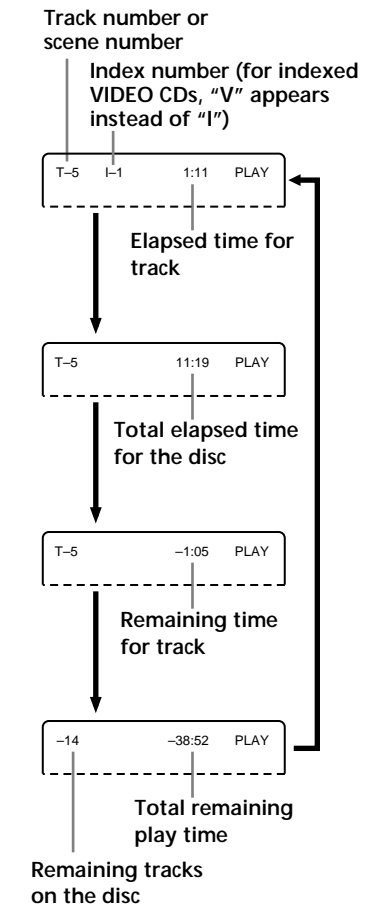 Track number or
scene number
Index number (for indexed
VIDEO CDs, “V” appears
instead of “I”)
T–5 I–1 1:11 PLAY
Elapsed time for
track
T–5 11:19 PLAY
Total elapsed time
for the disc
T–5 –1:05 PLAY
Remaining time
for track
–14 –38:52 PLAY
Total remaining
play time
Remaining tracks
on the disc